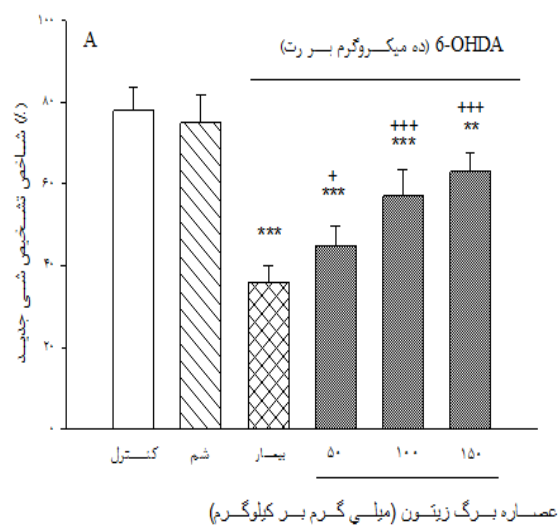 A
6-OHDA (ده میکروگرم بر رت)
شاخص تشخیص شی جدید (٪)
۱۰۰
۸۰
۶۰
۴۰
۲۰
۰
***
+
***
+++
***
+++
**
کنترل
شم
بیمار
۵۰
۱۰۰
۱۵۰
عصاره برگ زیتون (میلی گرم بر کیلوگرم)